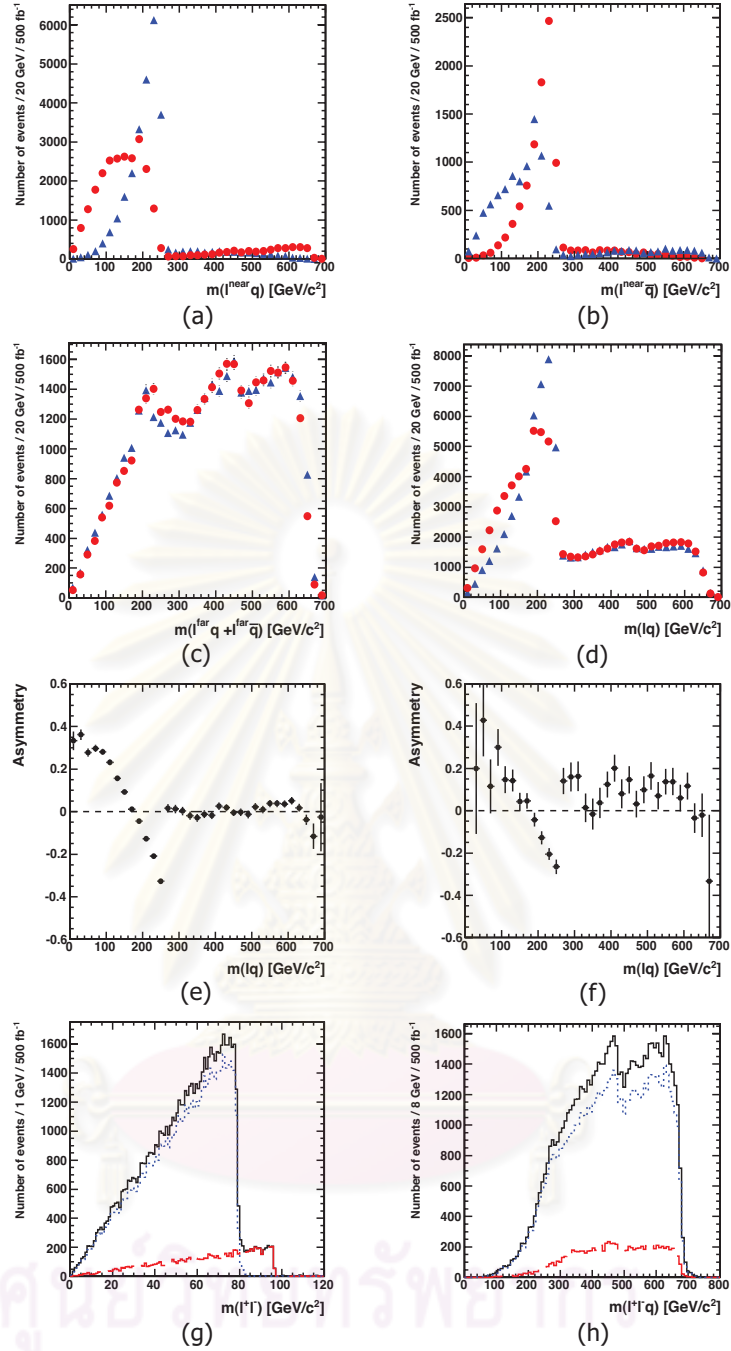 Number of events / 20 GeV / 500 fb⁻¹
6000
5000
4000
3000
2000
1000
0
0 100 200 300 400 500 600 700
m(l^near q) [GeV/c²]
(a)
Number of events / 20 GeV / 500 fb⁻¹
2500
2000
1500
1000
500
0
0 100 200 300 400 500 600 700
m(l^near q̅) [GeV/c²]
(b)
Number of events / 20 GeV / 500 fb⁻¹
1600
1400
1200
1000
800
600
400
200
0
0 100 200 300 400 500 600 700
m(l^far q + l^far q̅) [GeV/c²]
(c)
Number of events / 20 GeV / 500 fb⁻¹
8000
7000
6000
5000
4000
3000
2000
1000
0
0 100 200 300 400 500 600 700
m(lq) [GeV/c²]
(d)
Asymmetry
0.6
0.4
0.2
0
-0.2
-0.4
-0.6
0 100 200 300 400 500 600 700
m(lq) [GeV/c²]
(e)
Asymmetry
0.6
0.4
0.2
0
-0.2
-0.4
-0.6
0 100 200 300 400 500 600 700
m(lq) [GeV/c²]
(f)
Number of events / 1 GeV / 500 fb⁻¹
1600
1400
1200
1000
800
600
400
200
0
0 20 40 60 80 100 120
m(l⁺l⁻) [GeV/c²]
(g)
Number of events / 8 GeV / 500 fb⁻¹
1600
1400
1200
1000
800
600
400
200
0
0 100 200 300 400 500 600 700 800
m(l⁺l⁻q) [GeV/c²]
(h)